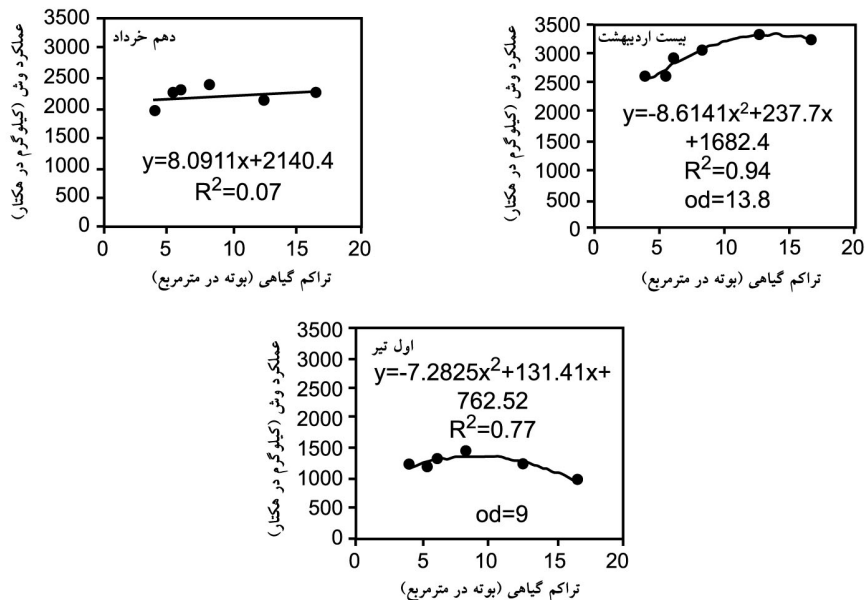 دهم خرداد
عملکرد وش (کیلوگرم در هکتار)
3500
3000
2500
2000
1500
1000
500
0
y=8.0911x+2140.4
R²=0.07
0 5 10 15 20
تراکم گیاهی (بوته در مترمربع)
بیست اردیبهشت
عملکرد وش (کیلوگرم در هکتار)
3500
3000
2500
2000
1500
1000
500
0
y=-8.6141x²+237.7x
+1682.4
R²=0.94
od=13.8
0 5 10 15 20
تراکم گیاهی (بوته در مترمربع)
اول تیر
عملکرد وش (کیلوگرم در هکتار)
3500
3000
2500
2000
1500
1000
500
0
y=-7.2825x²+131.41x+
762.52
R²=0.77
od=9
0 5 10 15 20
تراکم گیاهی (بوته در مترمربع)